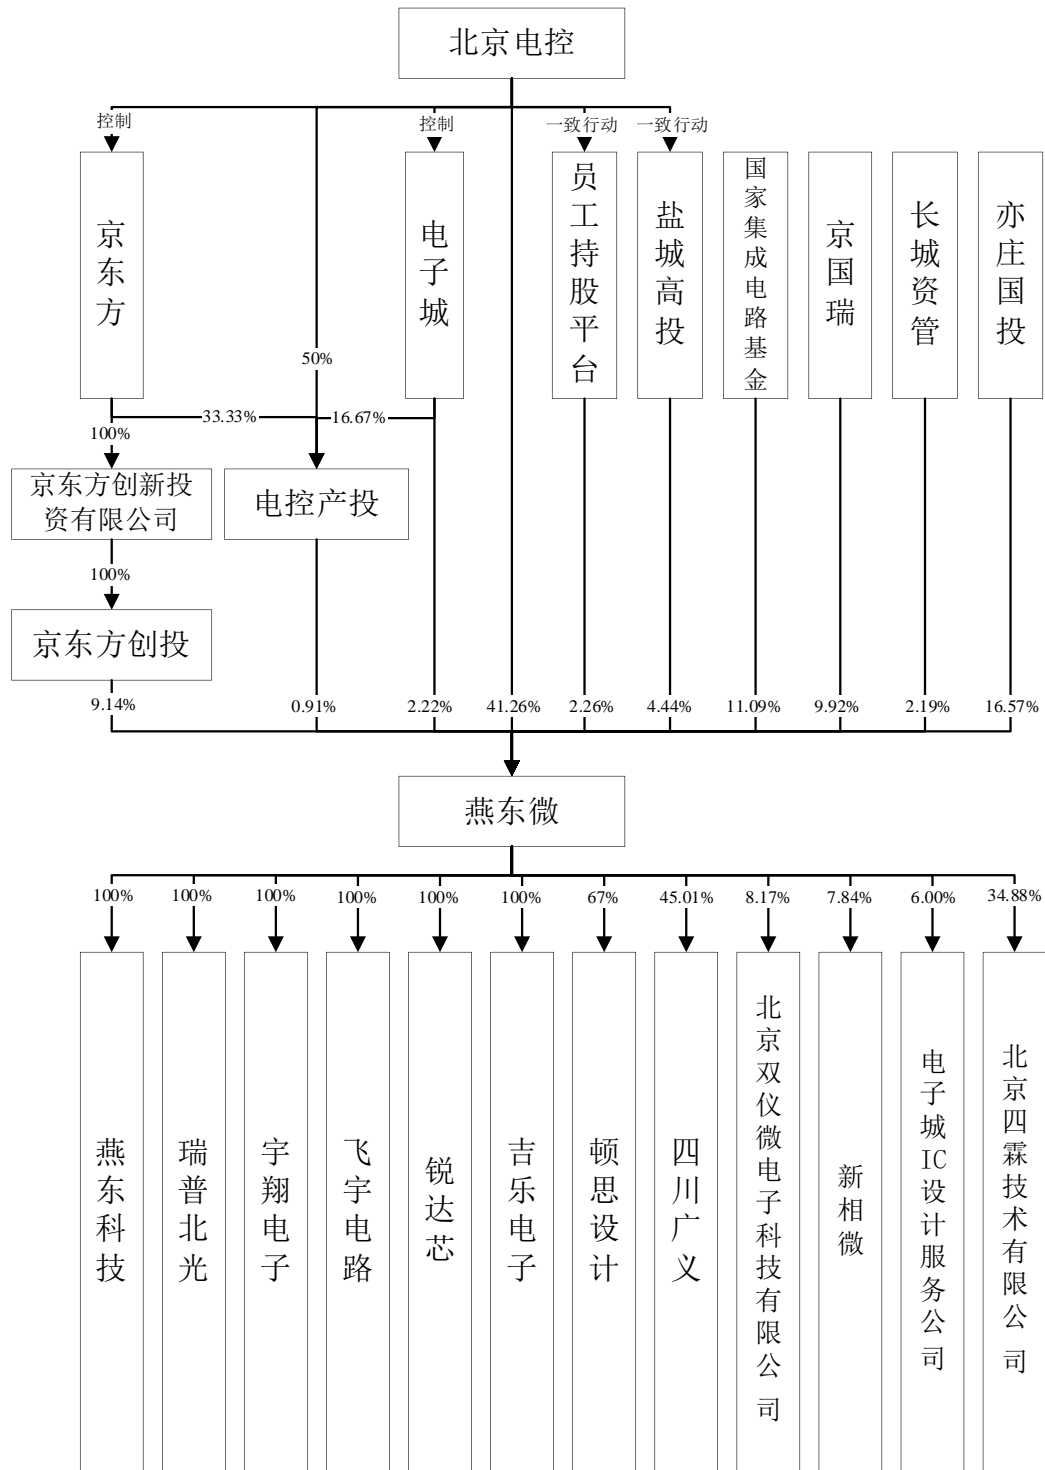 北京电控
控制
控制
一致行动
一致行动
京东方
电子城
员工持股平台
盐城高投
国家集成电路基金
京国瑞
长城资管
亦庄国投
50%
33.33%
16.67%
100%
京东方创新投
资有限公司
电控产投
100%
京东方创投
9.14%
0.91%
2.22%
41.26%
2.26%
4.44%
11.09%
9.92%
2.19%
16.57%
燕东微
100%
100%
100%
100%
100%
100%
67%
45.01%
8.17%
7.84%
6.00%
34.88%
燕东科技
瑞普北光
宇翔电子
飞宇电路
锐达芯
吉乐电子
顿思设计
四川广义
北京双仪微电子科技有限公司
新相微
电子城IC设计服务公司
北京四霖技术有限公司